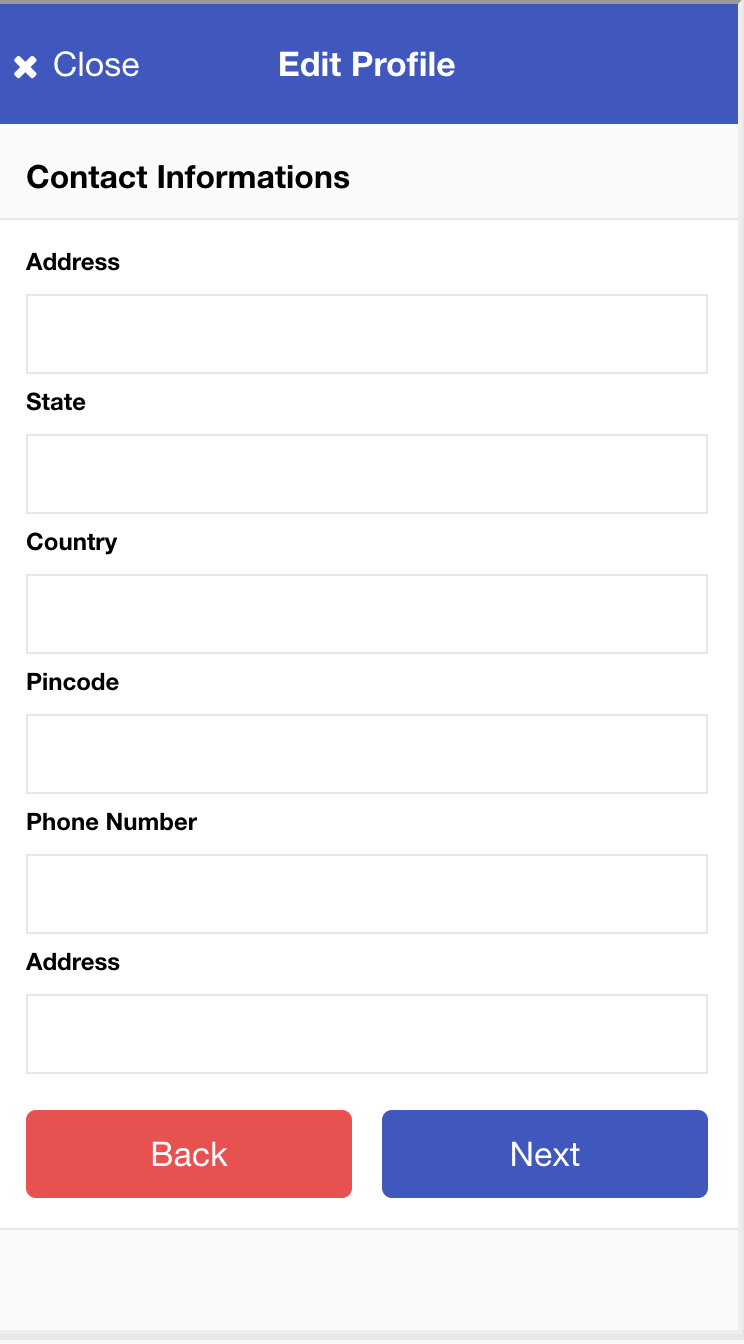 ✖ Close Edit Profile
Contact Informations
Address
State
Country
Pincode
Phone Number
Address
Back Next